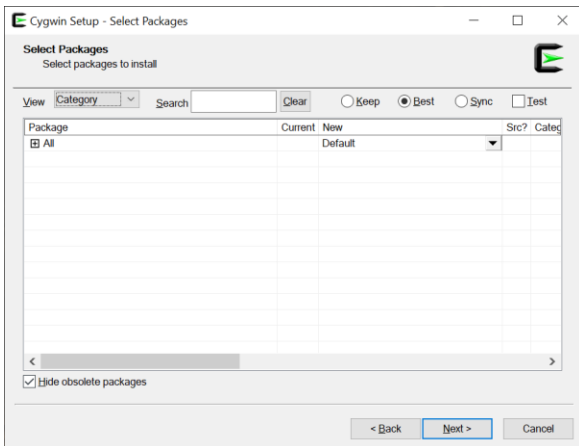 Cygwin Setup - Select Packages
Select Packages
Select packages to install
View Category Search Clear Keep Best Sync Test
Package Current New Src? Categ
All Default
Hide obsolete packages
< Back Next > Cancel